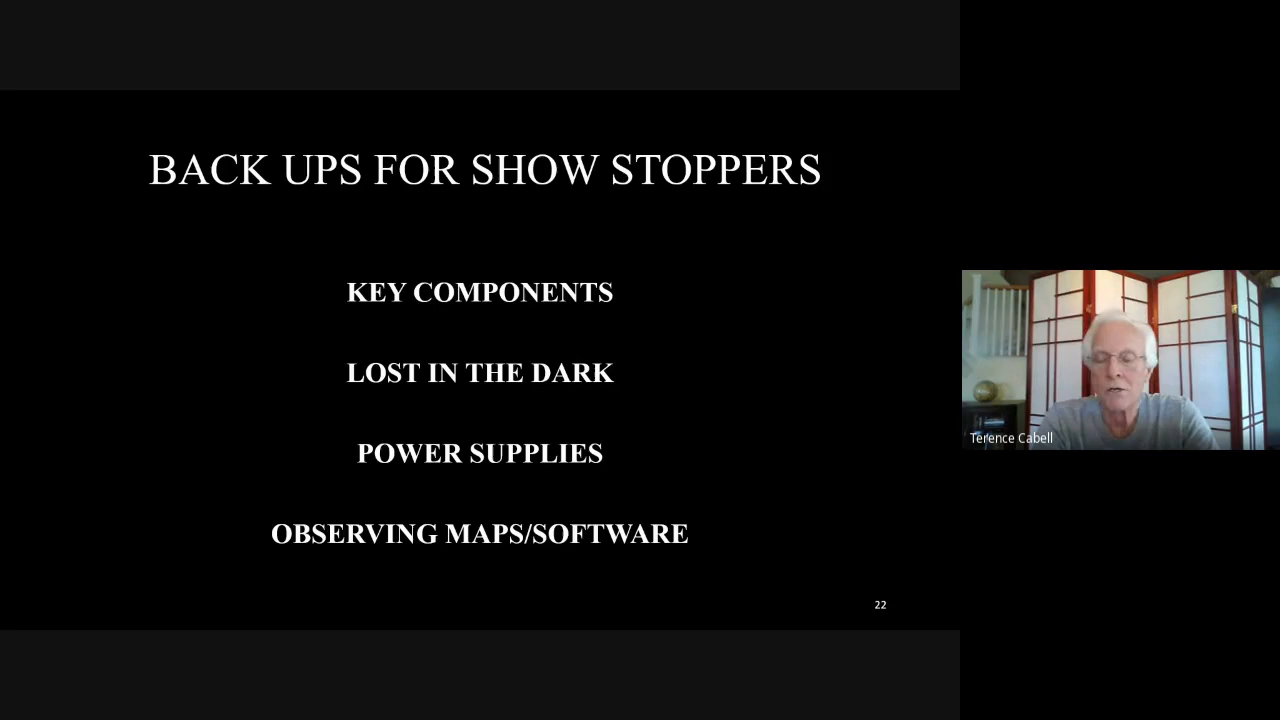 BACK UPS FOR SHOW STOPPERS
KEY COMPONENTS
LOST IN THE DARK
POWER SUPPLIES
OBSERVING MAPS/SOFTWARE
22
Terence Cabell